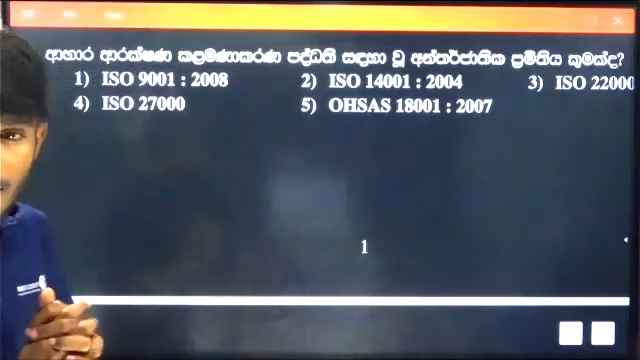 ආහාර ආරක්ෂණ කළමණාකරණ පද්ධති සඳහා වූ අන්තර්ජාතික ප්‍රමිතිය කුමක්ද?
1) ISO 9001 : 2008 2) ISO 14001 : 2004 3) ISO 22000
4) ISO 27000 5) OHSAS 18001 : 2007
1